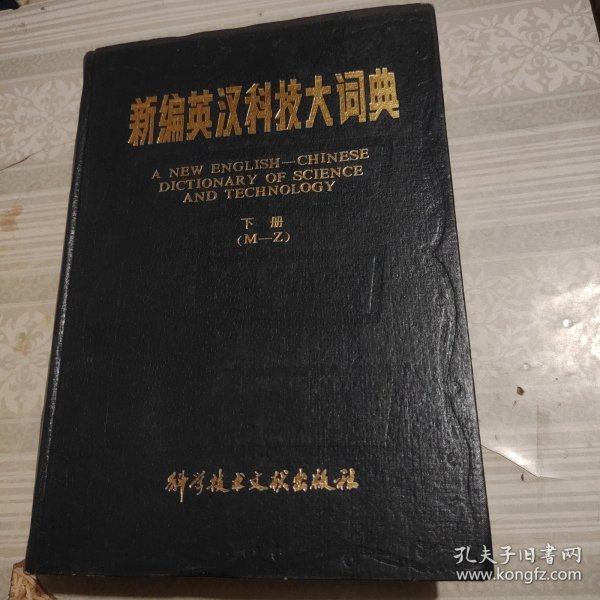 新编英汉科技大词典
A NEW ENGLISH—CHINESE
DICTIONARY OF SCIENCE
AND TECHNOLOGY
下册
(M—Z)
科学技术文献出版社
孔夫子旧书网
www.kongfz.com